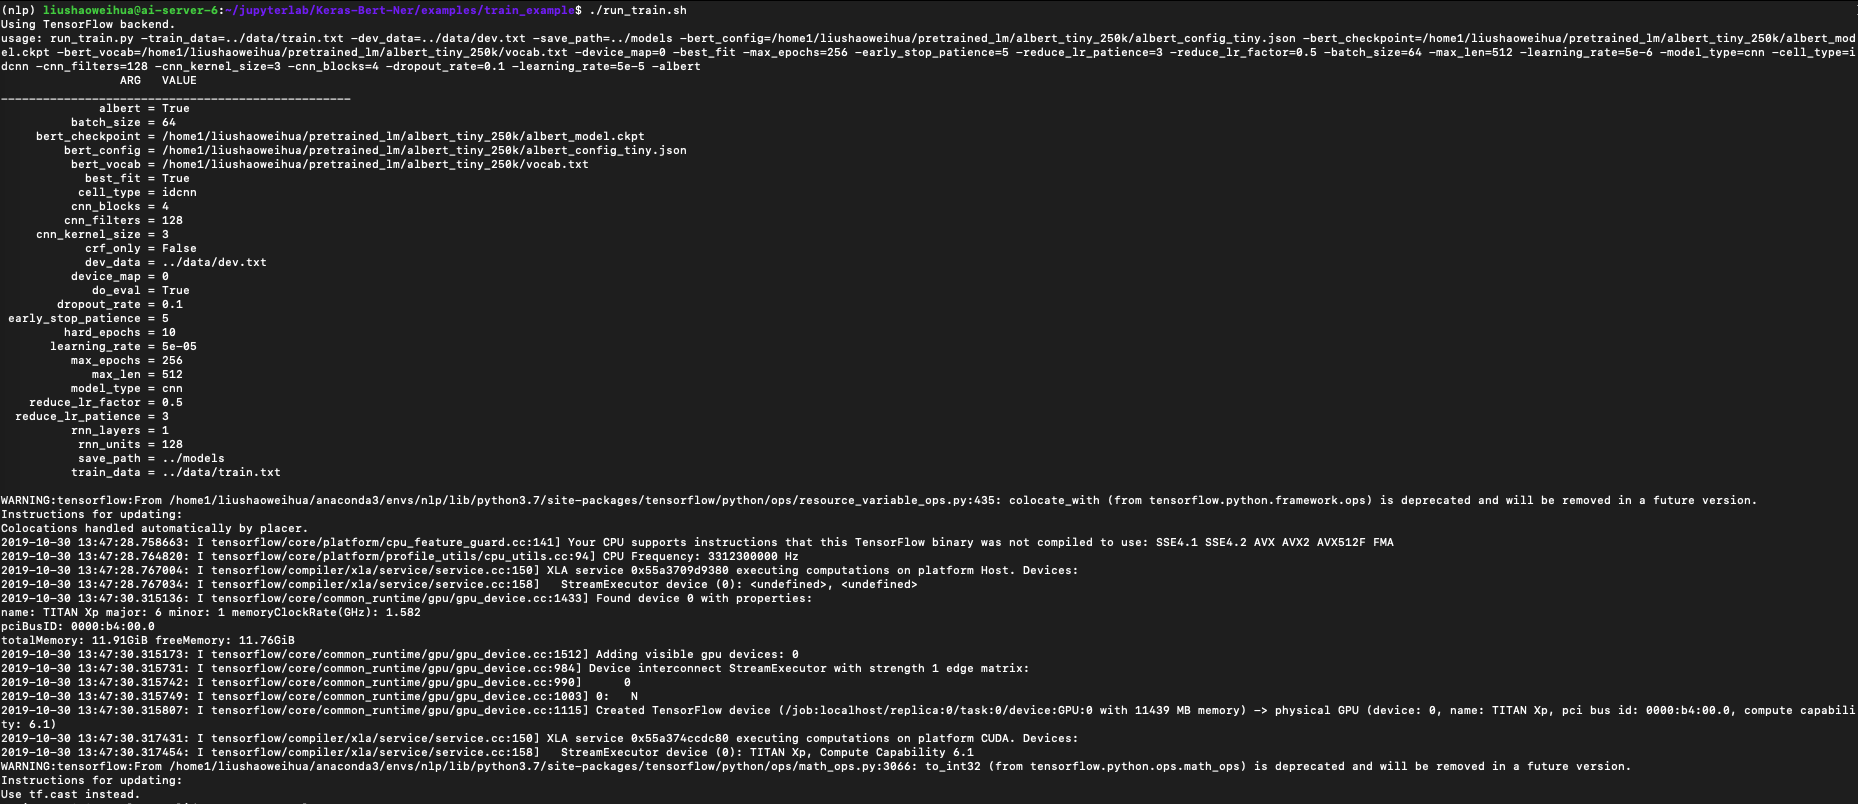 (nlp) liushaoweihua@ai-server-6:~/jupyterlab/Keras-Bert-Ner/examples/train_example$ ./run_train.sh
Using TensorFlow backend.
usage: run_train.py -train_data=../data/train.txt -dev_data=../data/dev.txt -save_path=../models -bert_config=/home1/liushaoweihua/pretrained_lm/albert_tiny_250k/albert_config_tiny.json -bert_checkpoint=/home1/liushaoweihua/pretrained_lm/albert_tiny_250k/albert_mod
el.ckpt -bert_vocab=/home1/liushaoweihua/pretrained_lm/albert_tiny_250k/vocab.txt -device_map=0 -best_fit -max_epochs=256 -early_stop_patience=5 -reduce_lr_patience=3 -reduce_lr_factor=0.5 -batch_size=64 -max_len=512 -learning_rate=5e-6 -model_type=cnn -cell_type=i
dcnn -cnn_filters=128 -cnn_kernel_size=3 -cnn_blocks=4 -dropout_rate=0.1 -learning_rate=5e-5 -albert
ARG VALUE
__________________________________________________
albert = True
batch_size = 64
bert_checkpoint = /home1/liushaoweihua/pretrained_lm/albert_tiny_250k/albert_model.ckpt
bert_config = /home1/liushaoweihua/pretrained_lm/albert_tiny_250k/albert_config_tiny.json
bert_vocab = /home1/liushaoweihua/pretrained_lm/albert_tiny_250k/vocab.txt
best_fit = True
cell_type = idcnn
cnn_blocks = 4
cnn_filters = 128
cnn_kernel_size = 3
crf_only = False
dev_data = ../data/dev.txt
device_map = 0
do_eval = True
dropout_rate = 0.1
early_stop_patience = 5
hard_epochs = 10
learning_rate = 5e-05
max_epochs = 256
max_len = 512
model_type = cnn
reduce_lr_factor = 0.5
reduce_lr_patience = 3
rnn_layers = 1
rnn_units = 128
save_path = ../models
train_data = ../data/train.txt
WARNING:tensorflow:From /home1/liushaoweihua/anaconda3/envs/nlp/lib/python3.7/site-packages/tensorflow/python/ops/resource_variable_ops.py:435: colocate_with (from tensorflow.python.framework.ops) is deprecated and will be removed in a future version.
Instructions for updating:
Colocations handled automatically by placer.
2019-10-30 13:47:28.758663: I tensorflow/core/platform/cpu_feature_guard.cc:141] Your CPU supports instructions that this TensorFlow binary was not compiled to use: SSE4.1 SSE4.2 AVX AVX2 AVX512F FMA
2019-10-30 13:47:28.764820: I tensorflow/core/platform/profile_utils/cpu_utils.cc:94] CPU Frequency: 3312300000 Hz
2019-10-30 13:47:28.767004: I tensorflow/compiler/xla/service/service.cc:150] XLA service 0x55a3709d9380 executing computations on platform Host. Devices:
2019-10-30 13:47:28.767034: I tensorflow/compiler/xla/service/service.cc:158]   StreamExecutor device (0): <undefined>, <undefined>
2019-10-30 13:47:30.315136: I tensorflow/core/common_runtime/gpu/gpu_device.cc:1433] Found device 0 with properties:
name: TITAN Xp major: 6 minor: 1 memoryClockRate(GHz): 1.582
pciBusID: 0000:b4:00.0
totalMemory: 11.91GiB freeMemory: 11.76GiB
2019-10-30 13:47:30.315173: I tensorflow/core/common_runtime/gpu/gpu_device.cc:1512] Adding visible gpu devices: 0
2019-10-30 13:47:30.315731: I tensorflow/core/common_runtime/gpu/gpu_device.cc:984] Device interconnect StreamExecutor with strength 1 edge matrix:
2019-10-30 13:47:30.315742: I tensorflow/core/common_runtime/gpu/gpu_device.cc:990]      0
2019-10-30 13:47:30.315749: I tensorflow/core/common_runtime/gpu/gpu_device.cc:1003] 0:   N
2019-10-30 13:47:30.315807: I tensorflow/core/common_runtime/gpu/gpu_device.cc:1115] Created TensorFlow device (/job:localhost/replica:0/task:0/device:GPU:0 with 11439 MB memory) -> physical GPU (device: 0, name: TITAN Xp, pci bus id: 0000:b4:00.0, compute capabili
ty: 6.1)
2019-10-30 13:47:30.317431: I tensorflow/compiler/xla/service/service.cc:150] XLA service 0x55a374ccdc80 executing computations on platform CUDA. Devices:
2019-10-30 13:47:30.317454: I tensorflow/compiler/xla/service/service.cc:158]   StreamExecutor device (0): TITAN Xp, Compute Capability 6.1
WARNING:tensorflow:From /home1/liushaoweihua/anaconda3/envs/nlp/lib/python3.7/site-packages/tensorflow/python/ops/math_ops.py:3066: to_int32 (from tensorflow.python.ops.math_ops) is deprecated and will be removed in a future version.
Instructions for updating:
Use tf.cast instead.